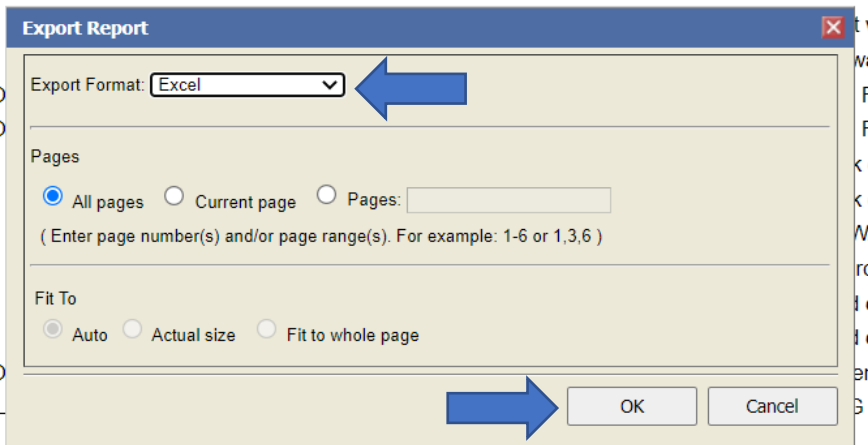 Export Report
Export Format: Excel
Pages
All pages Current page Pages:
( Enter page number(s) and/or page range(s). For example: 1-6 or 1,3,6 )
Fit To
Auto Actual size Fit to whole page
OK Cancel